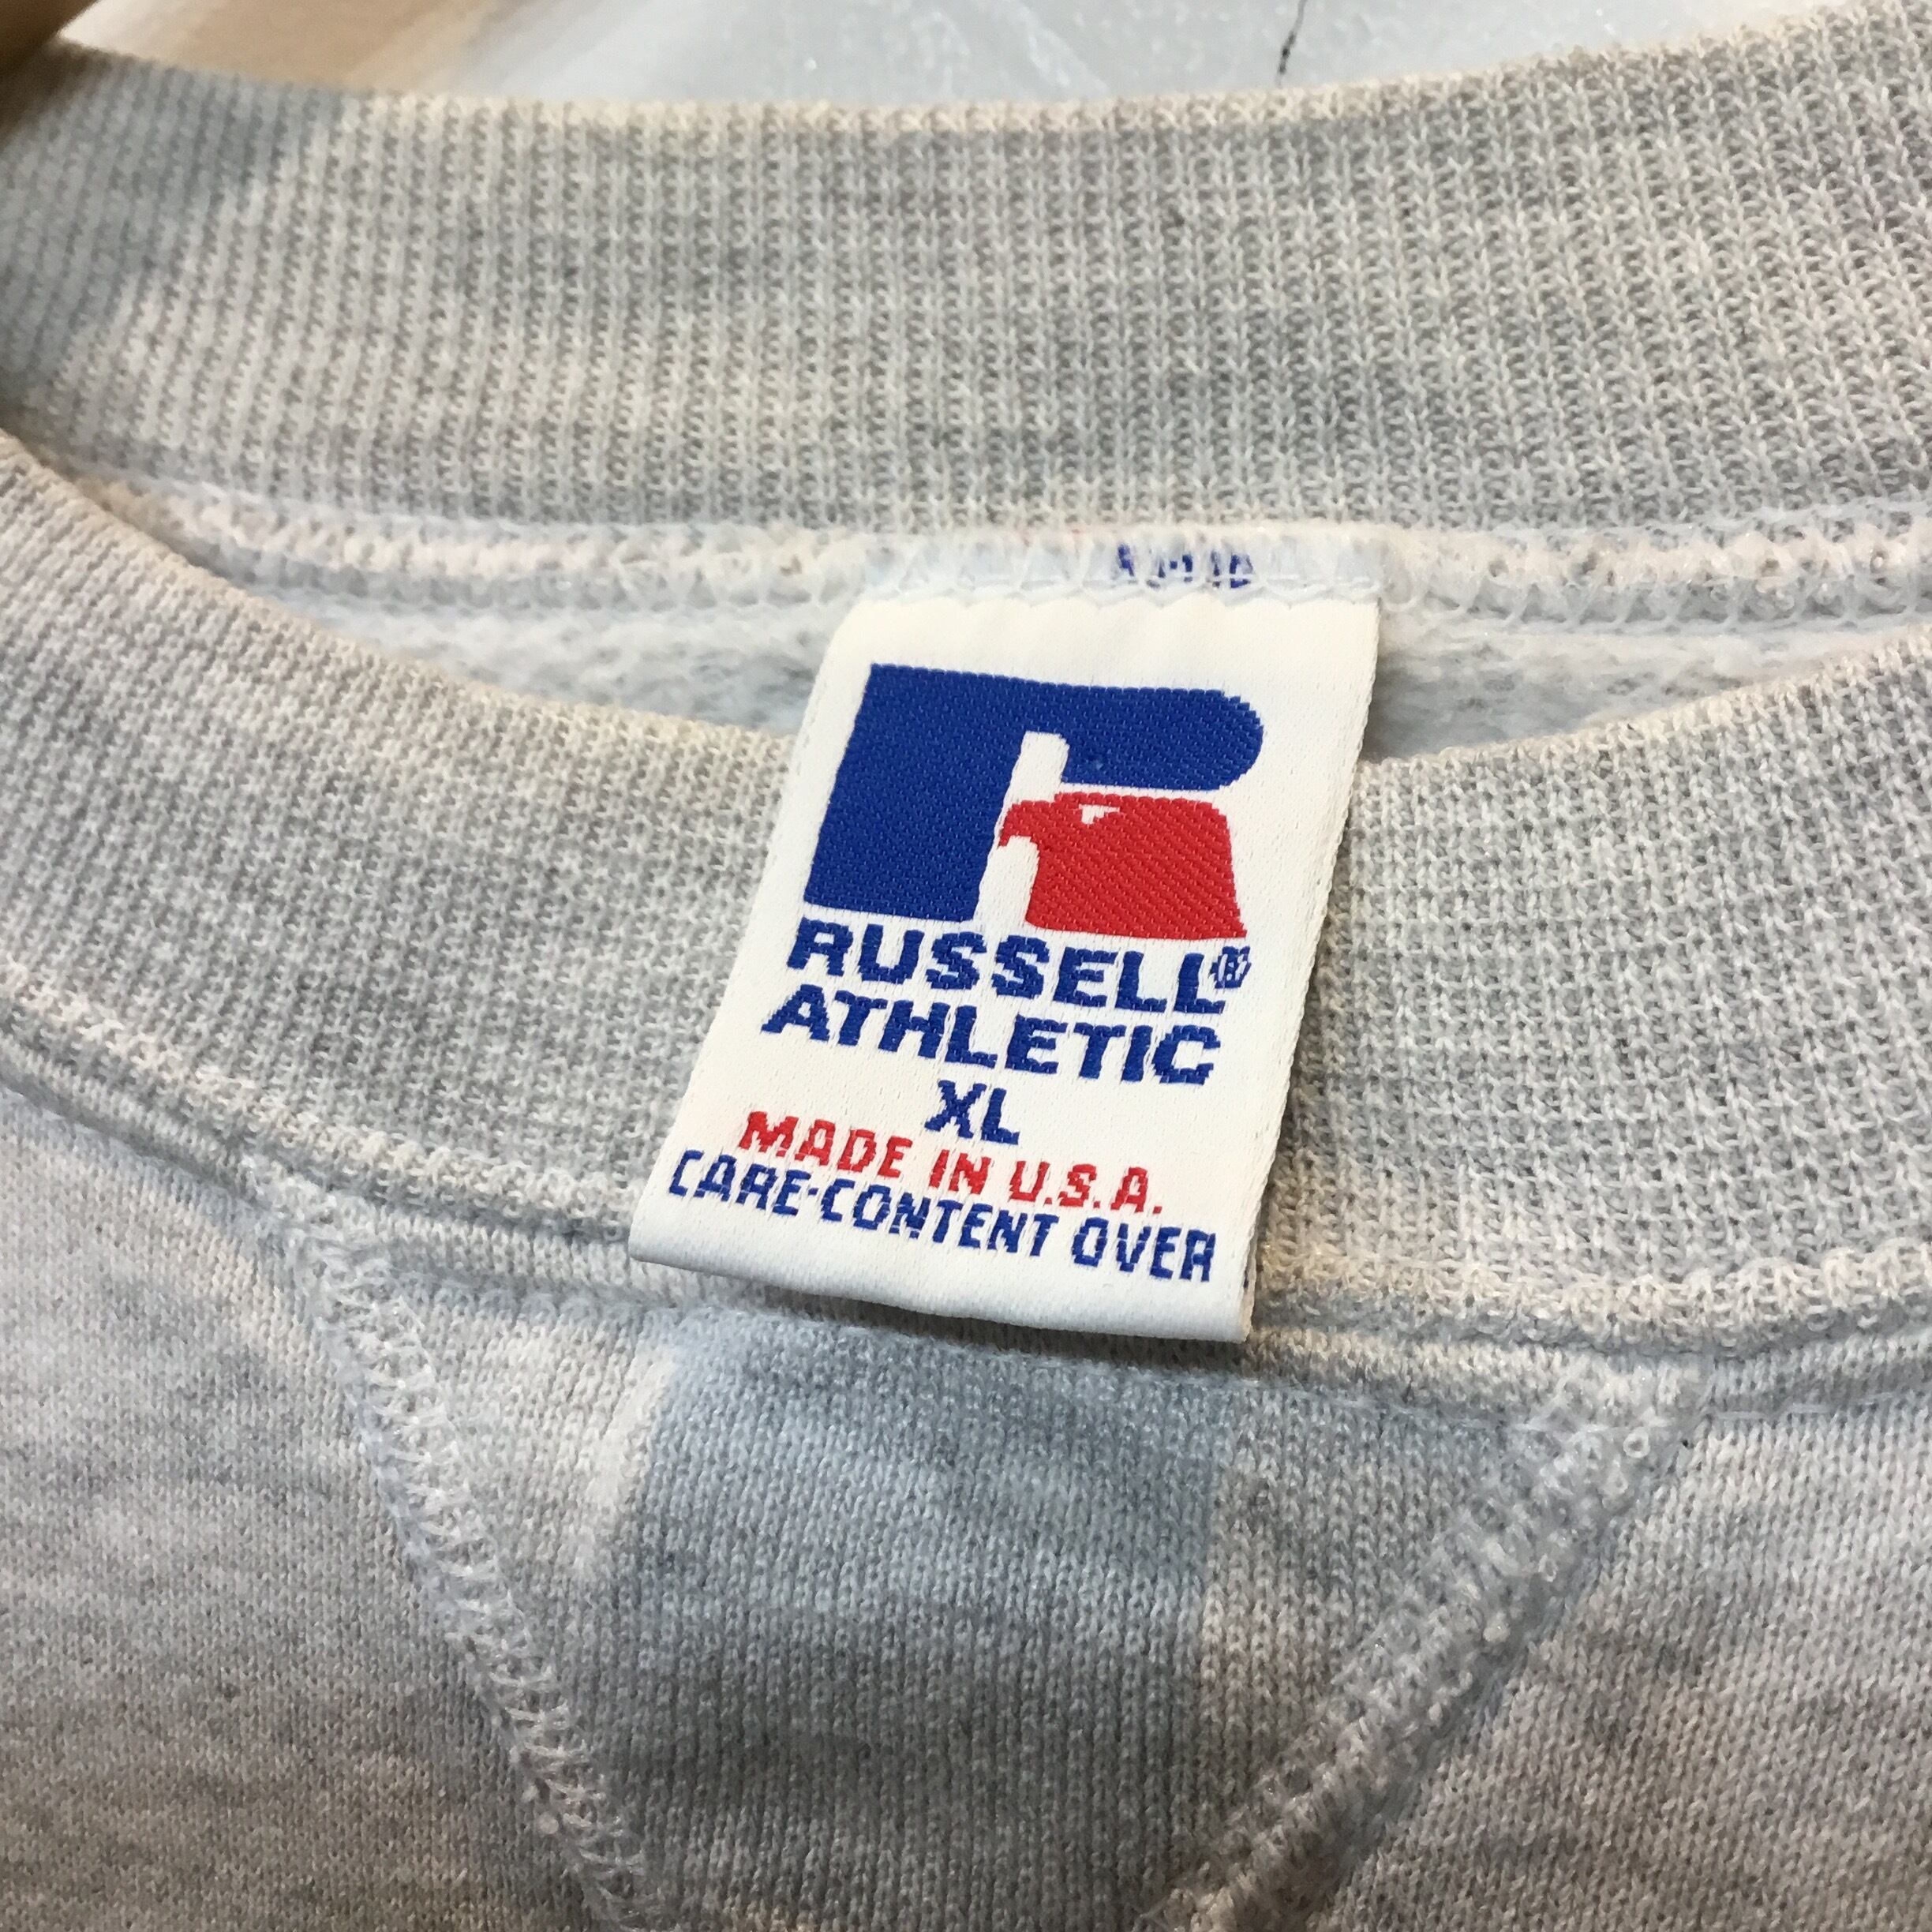 RUSSELL®
ATHLETIC
XL
MADE IN U.S.A.
CARE·CONTENT OVER